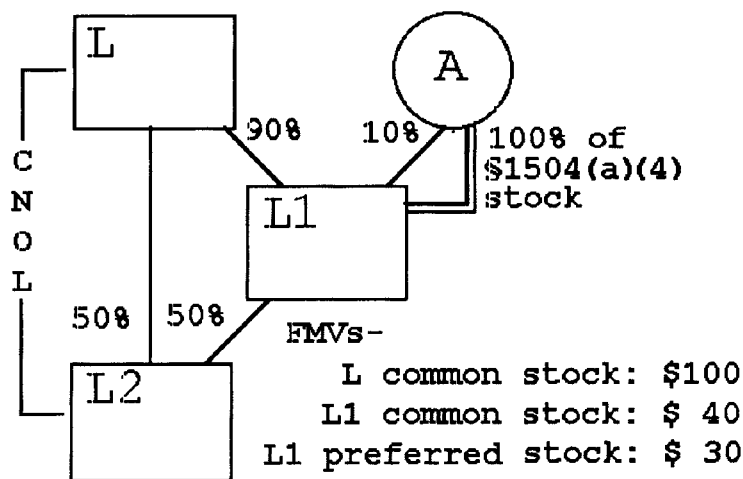 L
A
90%
10%
100% of
§1504(a)(4)
stock
CNOL
L1
50%
50%
FMVs-
L2
L common stock: $100
L1 common stock: $ 40
L1 preferred stock: $ 30